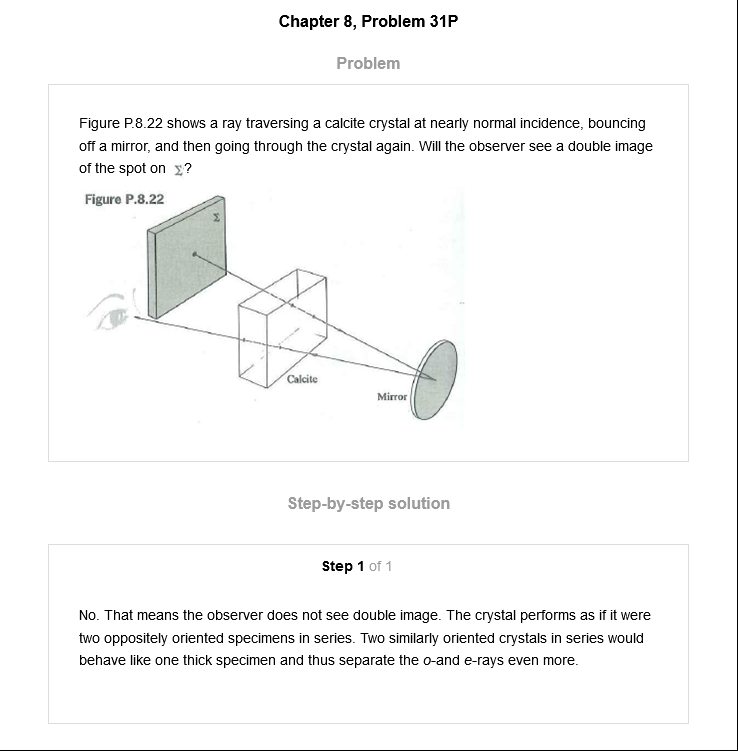 Chapter 8, Problem 31P
Problem
Figure P.8.22 shows a ray traversing a calcite crystal at nearly normal incidence, bouncing
off a mirror, and then going through the crystal again. Will the observer see a double image
of the spot on Σ?
Figure P.8.22
Σ
Calcite
Mirror
Step-by-step solution
Step 1 of 1
No. That means the observer does not see double image. The crystal performs as if it were
two oppositely oriented specimens in series. Two similarly oriented crystals in series would
behave like one thick specimen and thus separate the o-and e-rays even more.